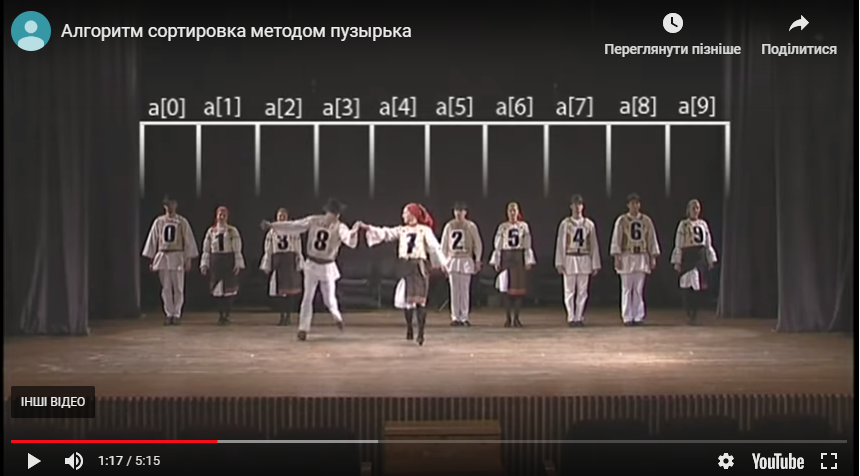 Алгоритм сортировка методом пузырька
Переглянути пізніше
Поділитися
a[0] a[1] a[2] a[3] a[4] a[5] a[6] a[7] a[8] a[9]
0 1 3 8 7 2 5 4 6 9
ІНШІ ВІДЕО
1:17 / 5:15
YouTube